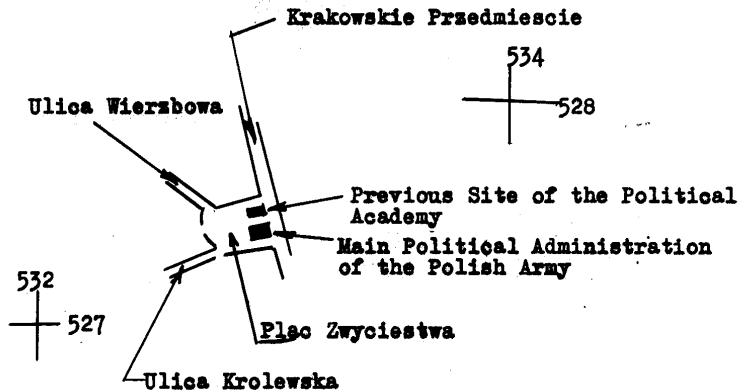 Krakowskie Przedmiescie
534
528
Ulica Wierzbowa
Previous Site of the Political
Academy
Main Political Administration
of the Polish Army
532
527
Plac Zwyciestwa
Ulica Krolewska